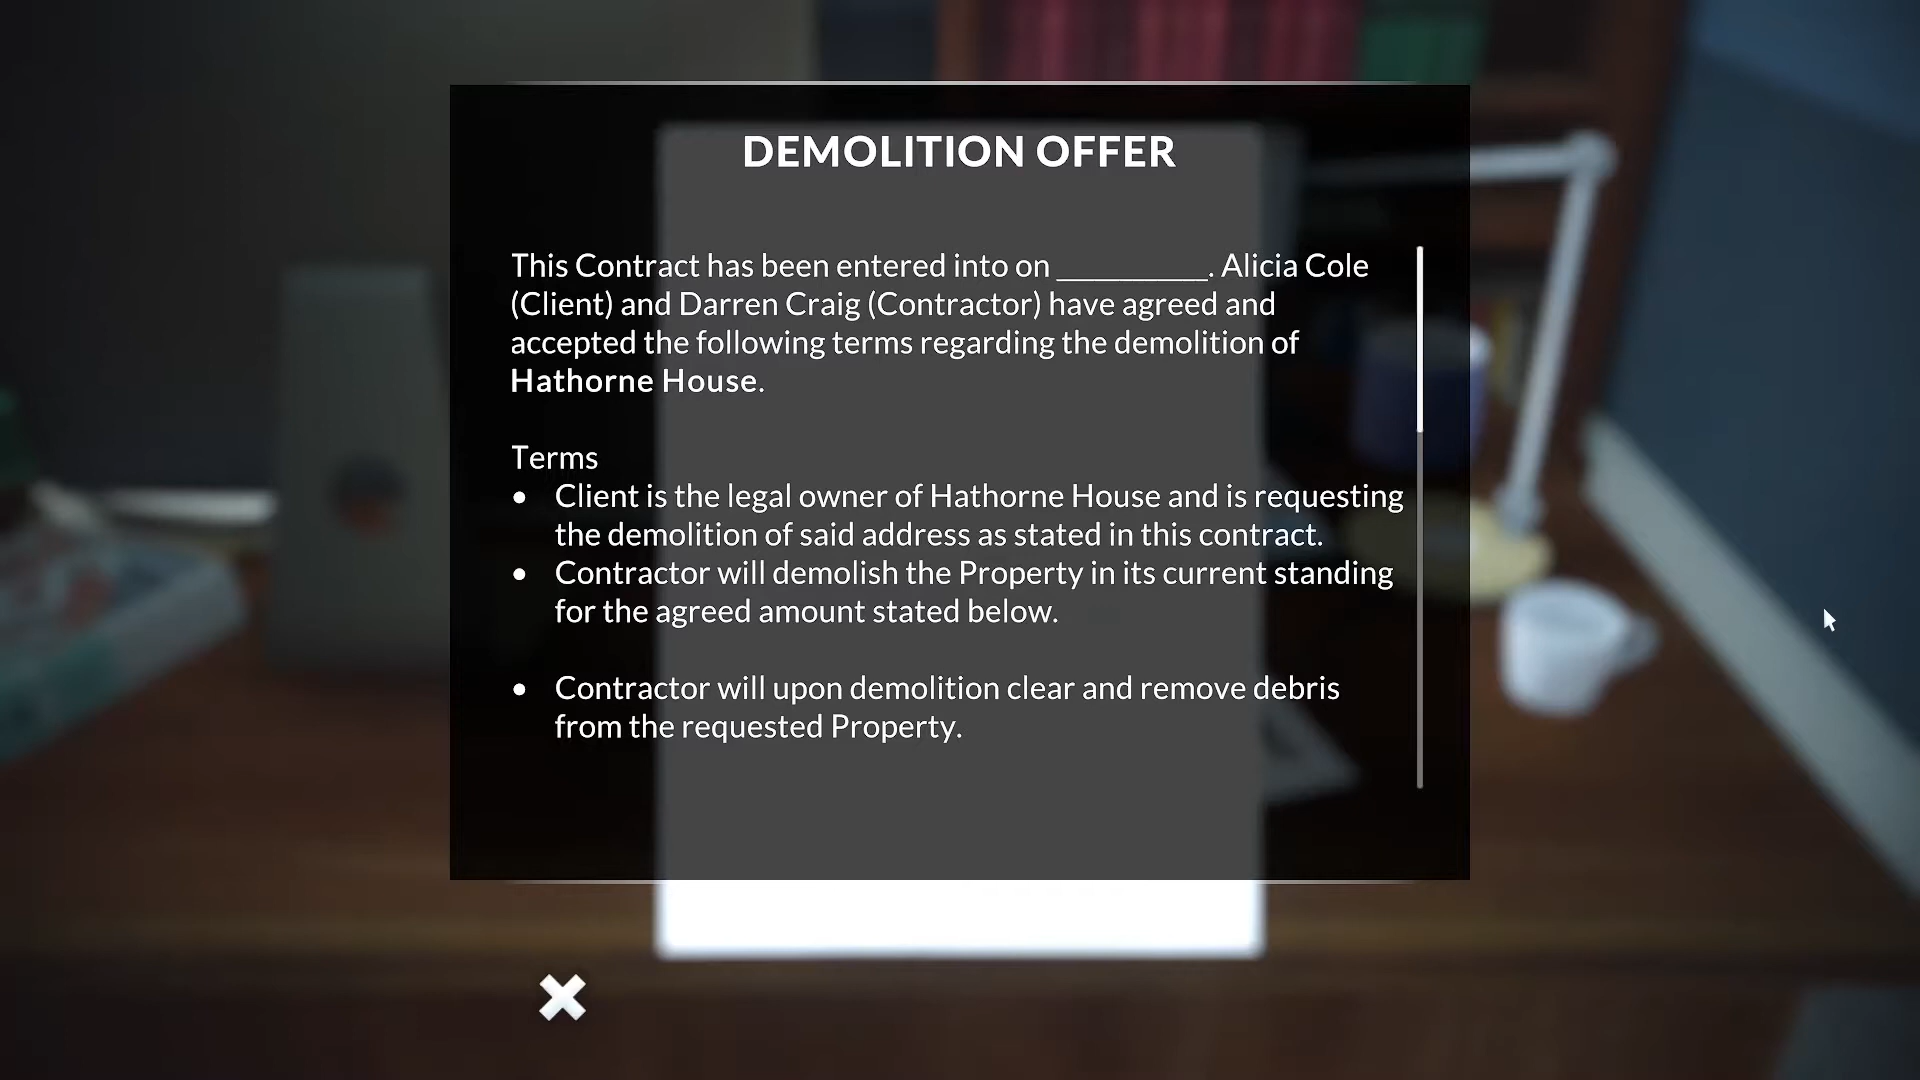 DEMOLITION OFFER
This Contract has been entered into on __________. Alicia Cole
(Client) and Darren Craig (Contractor) have agreed and
accepted the following terms regarding the demolition of
Hathorne House.
Terms
• Client is the legal owner of Hathorne House and is requesting
the demolition of said address as stated in this contract.
• Contractor will demolish the Property in its current standing
for the agreed amount stated below.
• Contractor will upon demolition clear and remove debris
from the requested Property.